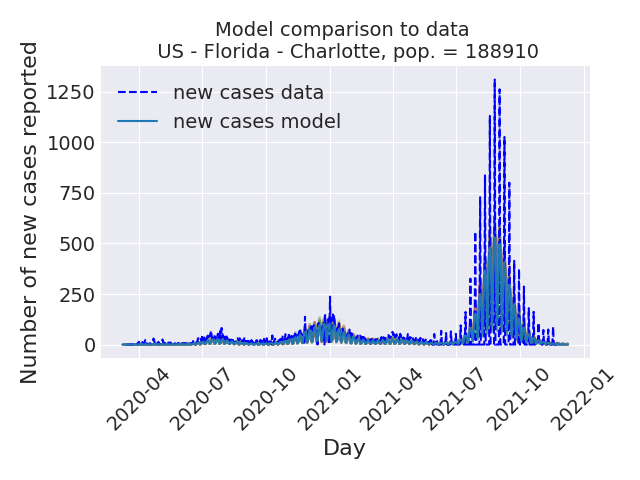 Model comparison to data
US - Florida - Charlotte, pop. = 188910
Number of new cases reported
1250
1000
750
500
250
0
new cases data
new cases model
2020-04
2020-07
2020-10
2021-01
2021-04
2021-07
2021-10
2022-01
Day